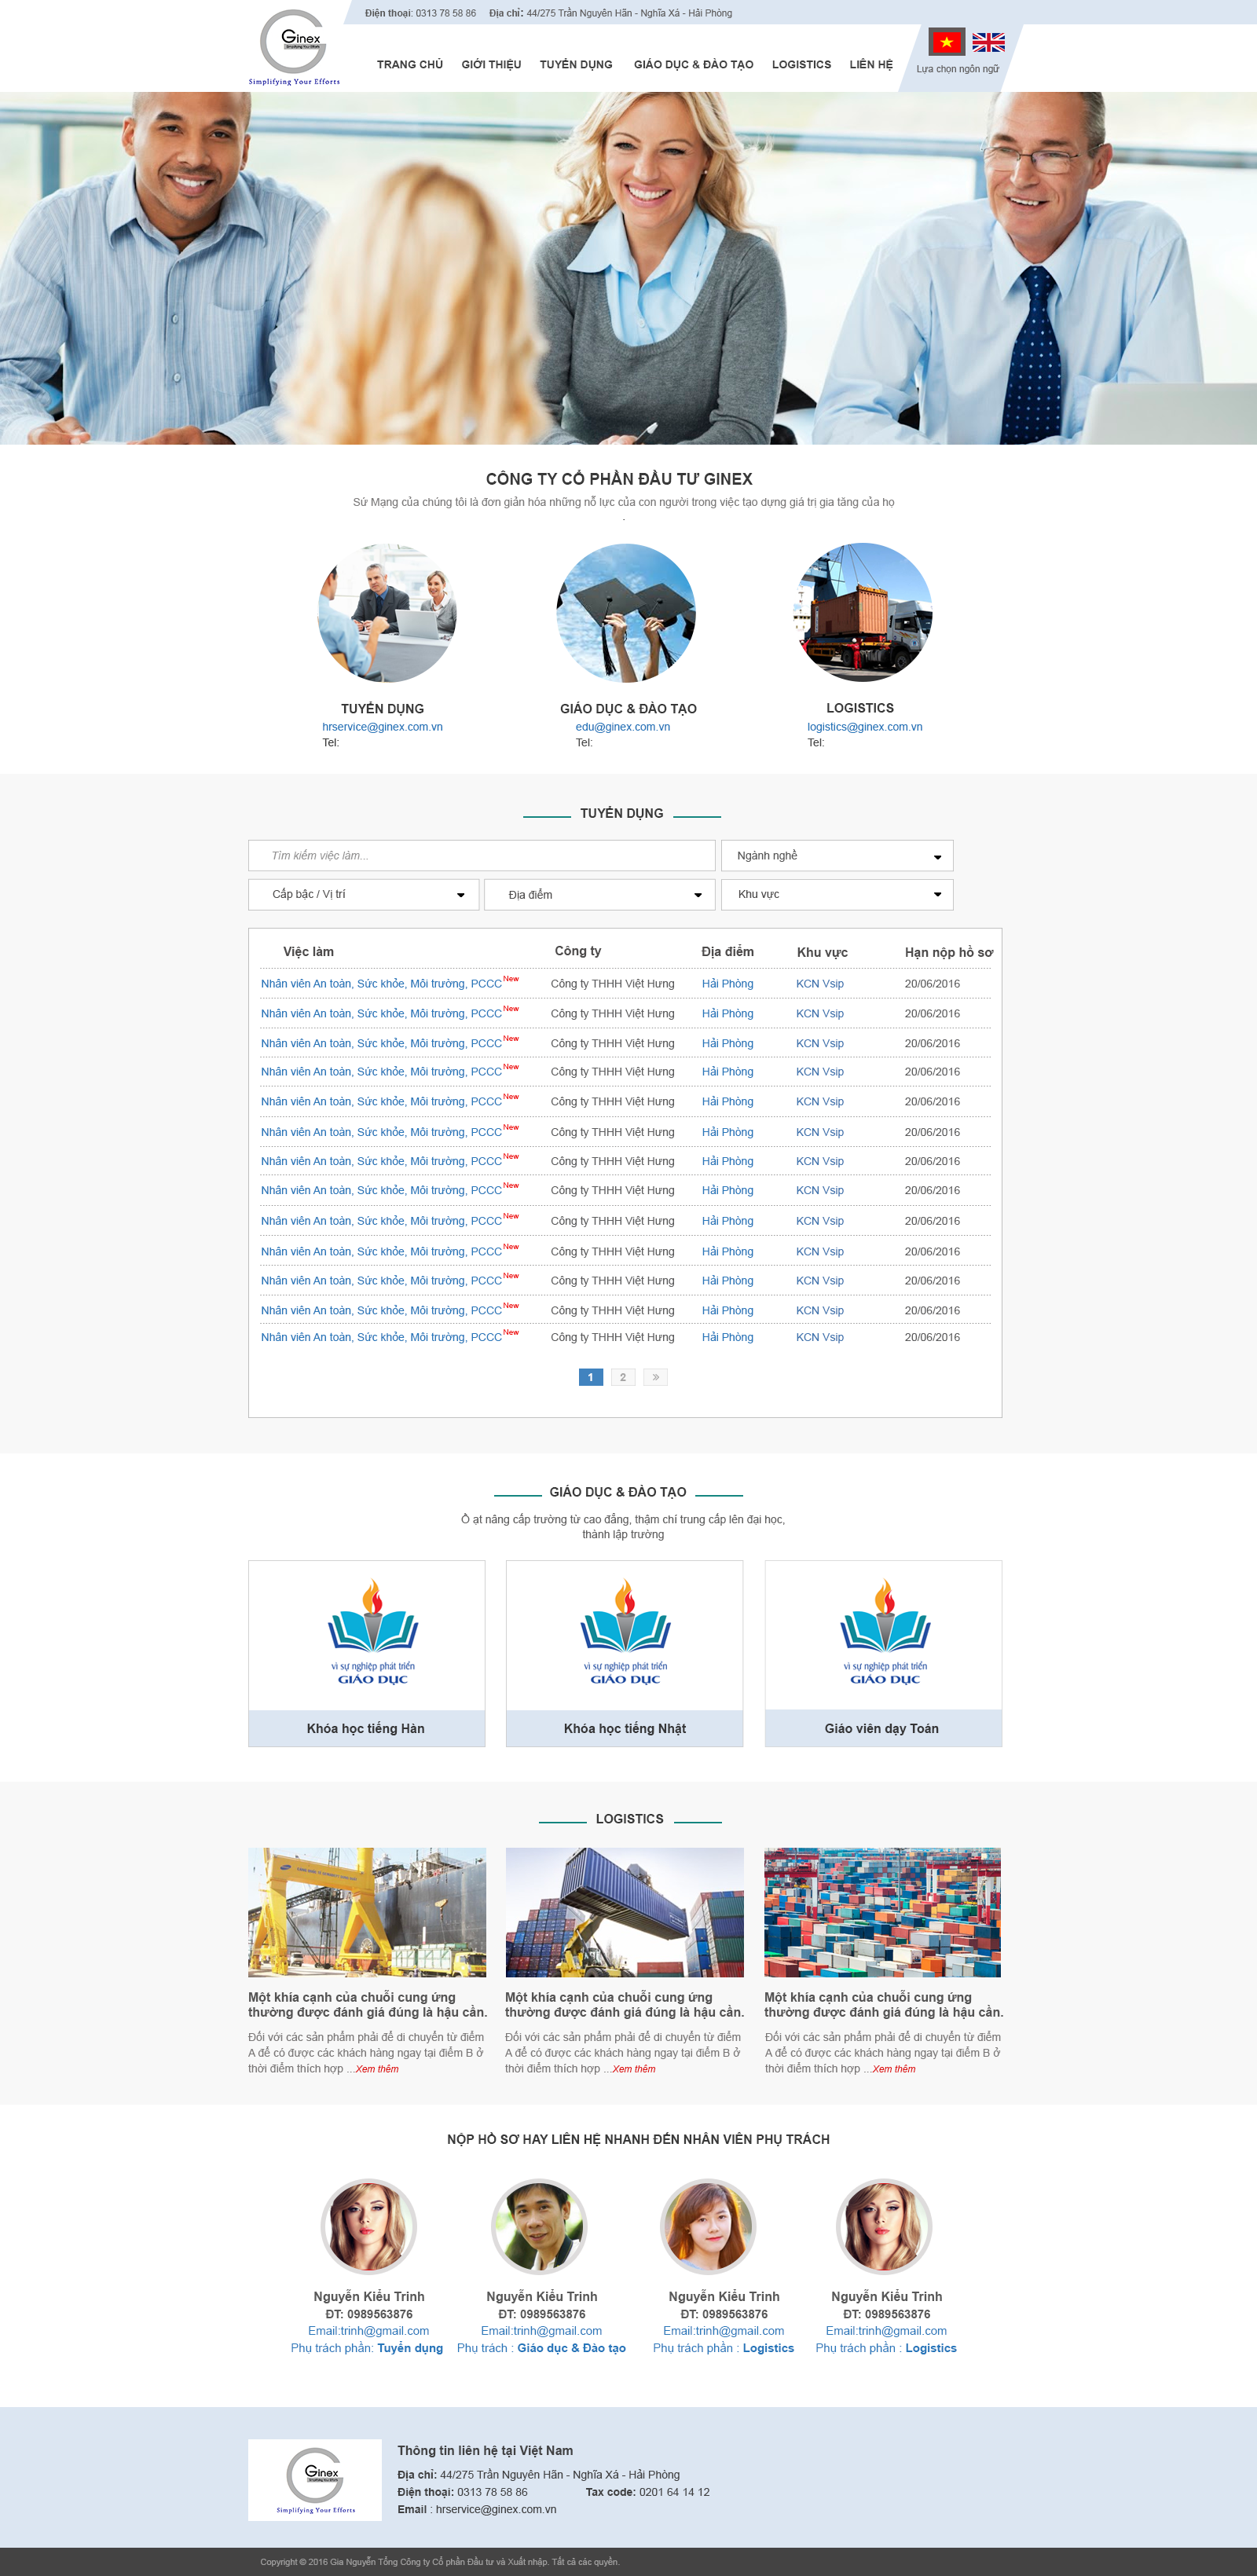 Điện thoại: 0313 78 58 86 Địa chỉ: 44/275 Trần Nguyên Hãn - Nghĩa Xá - Hải Phòng
Ginex
Simplifying Your Efforts
Simplifying Your Efforts
TRANG CHỦ GIỚI THIỆU TUYỂN DỤNG GIÁO DỤC & ĐÀO TẠO LOGISTICS LIÊN HỆ
Lựa chọn ngôn ngữ
CÔNG TY CỔ PHẦN ĐẦU TƯ GINEX
Sứ Mạng của chúng tôi là đơn giản hóa những nỗ lực của con người trong việc tạo dựng giá trị gia tăng của họ
.
TUYỂN DỤNG
hrservice@ginex.com.vn
Tel:
GIÁO DỤC & ĐÀO TẠO
edu@ginex.com.vn
Tel:
LOGISTICS
logistics@ginex.com.vn
Tel:
TUYỂN DỤNG
Tìm kiếm việc làm... Ngành nghề
Cấp bậc / Vị trí Địa điểm Khu vực
Việc làm Công ty Địa điểm Khu vực Hạn nộp hồ sơ
Nhân viên An toàn, Sức khỏe, Môi trường, PCCC New Công ty THHH Việt Hưng Hải Phòng KCN Vsip 20/06/2016
Nhân viên An toàn, Sức khỏe, Môi trường, PCCC New Công ty THHH Việt Hưng Hải Phòng KCN Vsip 20/06/2016
Nhân viên An toàn, Sức khỏe, Môi trường, PCCC New Công ty THHH Việt Hưng Hải Phòng KCN Vsip 20/06/2016
Nhân viên An toàn, Sức khỏe, Môi trường, PCCC New Công ty THHH Việt Hưng Hải Phòng KCN Vsip 20/06/2016
Nhân viên An toàn, Sức khỏe, Môi trường, PCCC New Công ty THHH Việt Hưng Hải Phòng KCN Vsip 20/06/2016
Nhân viên An toàn, Sức khỏe, Môi trường, PCCC New Công ty THHH Việt Hưng Hải Phòng KCN Vsip 20/06/2016
Nhân viên An toàn, Sức khỏe, Môi trường, PCCC New Công ty THHH Việt Hưng Hải Phòng KCN Vsip 20/06/2016
Nhân viên An toàn, Sức khỏe, Môi trường, PCCC New Công ty THHH Việt Hưng Hải Phòng KCN Vsip 20/06/2016
Nhân viên An toàn, Sức khỏe, Môi trường, PCCC New Công ty THHH Việt Hưng Hải Phòng KCN Vsip 20/06/2016
Nhân viên An toàn, Sức khỏe, Môi trường, PCCC New Công ty THHH Việt Hưng Hải Phòng KCN Vsip 20/06/2016
Nhân viên An toàn, Sức khỏe, Môi trường, PCCC New Công ty THHH Việt Hưng Hải Phòng KCN Vsip 20/06/2016
Nhân viên An toàn, Sức khỏe, Môi trường, PCCC New Công ty THHH Việt Hưng Hải Phòng KCN Vsip 20/06/2016
Nhân viên An toàn, Sức khỏe, Môi trường, PCCC New Công ty THHH Việt Hưng Hải Phòng KCN Vsip 20/06/2016
1 2 »
GIÁO DỤC & ĐÀO TẠO
Ồ ạt nâng cấp trường từ cao đẳng, thậm chí trung cấp lên đại học,
thành lập trường
vì sự nghiệp phát triển
GIÁO DỤC
Khóa học tiếng Hàn
vì sự nghiệp phát triển
GIÁO DỤC
Khóa học tiếng Nhật
vì sự nghiệp phát triển
GIÁO DỤC
Giáo viên dạy Toán
LOGISTICS
Một khía cạnh của chuỗi cung ứng
thường được đánh giá đúng là hậu cần.
Đối với các sản phẩm phải để di chuyển từ điểm
A để có được các khách hàng ngay tại điểm B ở
thời điểm thích hợp ...Xem thêm
Một khía cạnh của chuỗi cung ứng
thường được đánh giá đúng là hậu cần.
Đối với các sản phẩm phải để di chuyển từ điểm
A để có được các khách hàng ngay tại điểm B ở
thời điểm thích hợp ...Xem thêm
Một khía cạnh của chuỗi cung ứng
thường được đánh giá đúng là hậu cần.
Đối với các sản phẩm phải để di chuyển từ điểm
A để có được các khách hàng ngay tại điểm B ở
thời điểm thích hợp ...Xem thêm
NỘP HỒ SƠ HAY LIÊN HỆ NHANH ĐẾN NHÂN VIÊN PHỤ TRÁCH
Nguyễn Kiểu Trinh
ĐT: 0989563876
Email:trinh@gmail.com
Phụ trách phần: Tuyển dụng
Nguyễn Kiểu Trinh
ĐT: 0989563876
Email:trinh@gmail.com
Phụ trách : Giáo dục & Đào tạo
Nguyễn Kiểu Trinh
ĐT: 0989563876
Email:trinh@gmail.com
Phụ trách phần : Logistics
Nguyễn Kiểu Trinh
ĐT: 0989563876
Email:trinh@gmail.com
Phụ trách phần : Logistics
Ginex
Simplifying Your Efforts
Simplifying Your Efforts
Thông tin liên hệ tại Việt Nam
Địa chỉ: 44/275 Trần Nguyên Hãn - Nghĩa Xá - Hải Phòng
Điện thoại: 0313 78 58 86 Tax code: 0201 64 14 12
Email : hrservice@ginex.com.vn
Copyright © 2016 Gia Nguyễn Tổng Công ty Cổ phần Đầu tư và Xuất nhập. Tất cả các quyền.